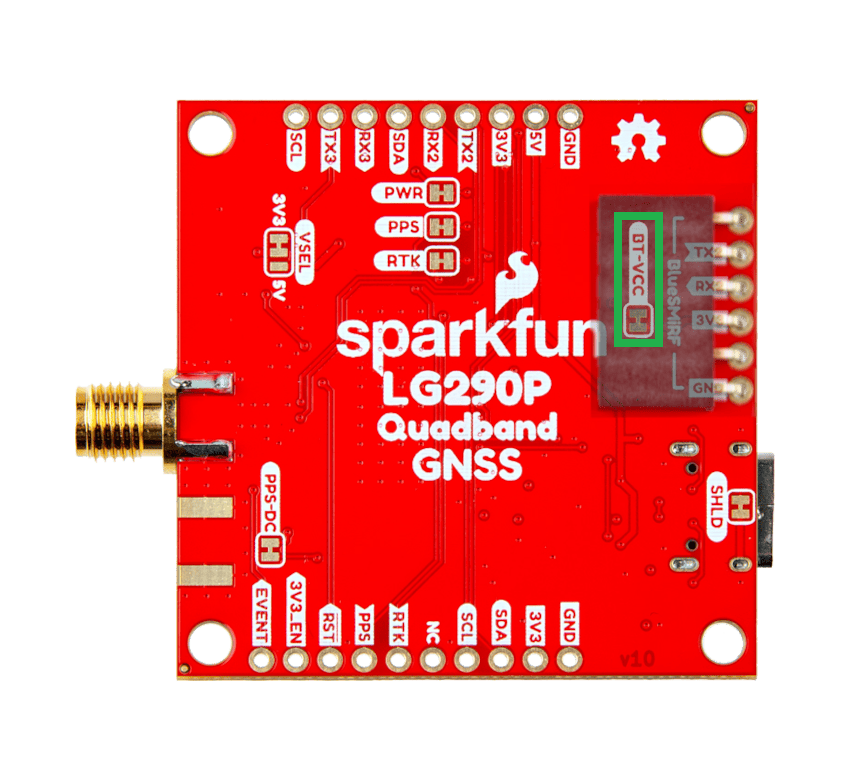 SCL
TX3
RX3
SDA
RX2
TX2
3V3
5V
GND
PWR
PPS
RTK
3V3
VSEL
5V
BT-VCC
BlueSMiRF
TX
RX
3V
GN
sparkfun
LG290P
Quadband
GNSS
PPS-DC
SHLD
EVENT
3V3_EN
RST
PPS
RTK
NC
SCL
SDA
3V3
GND
v10